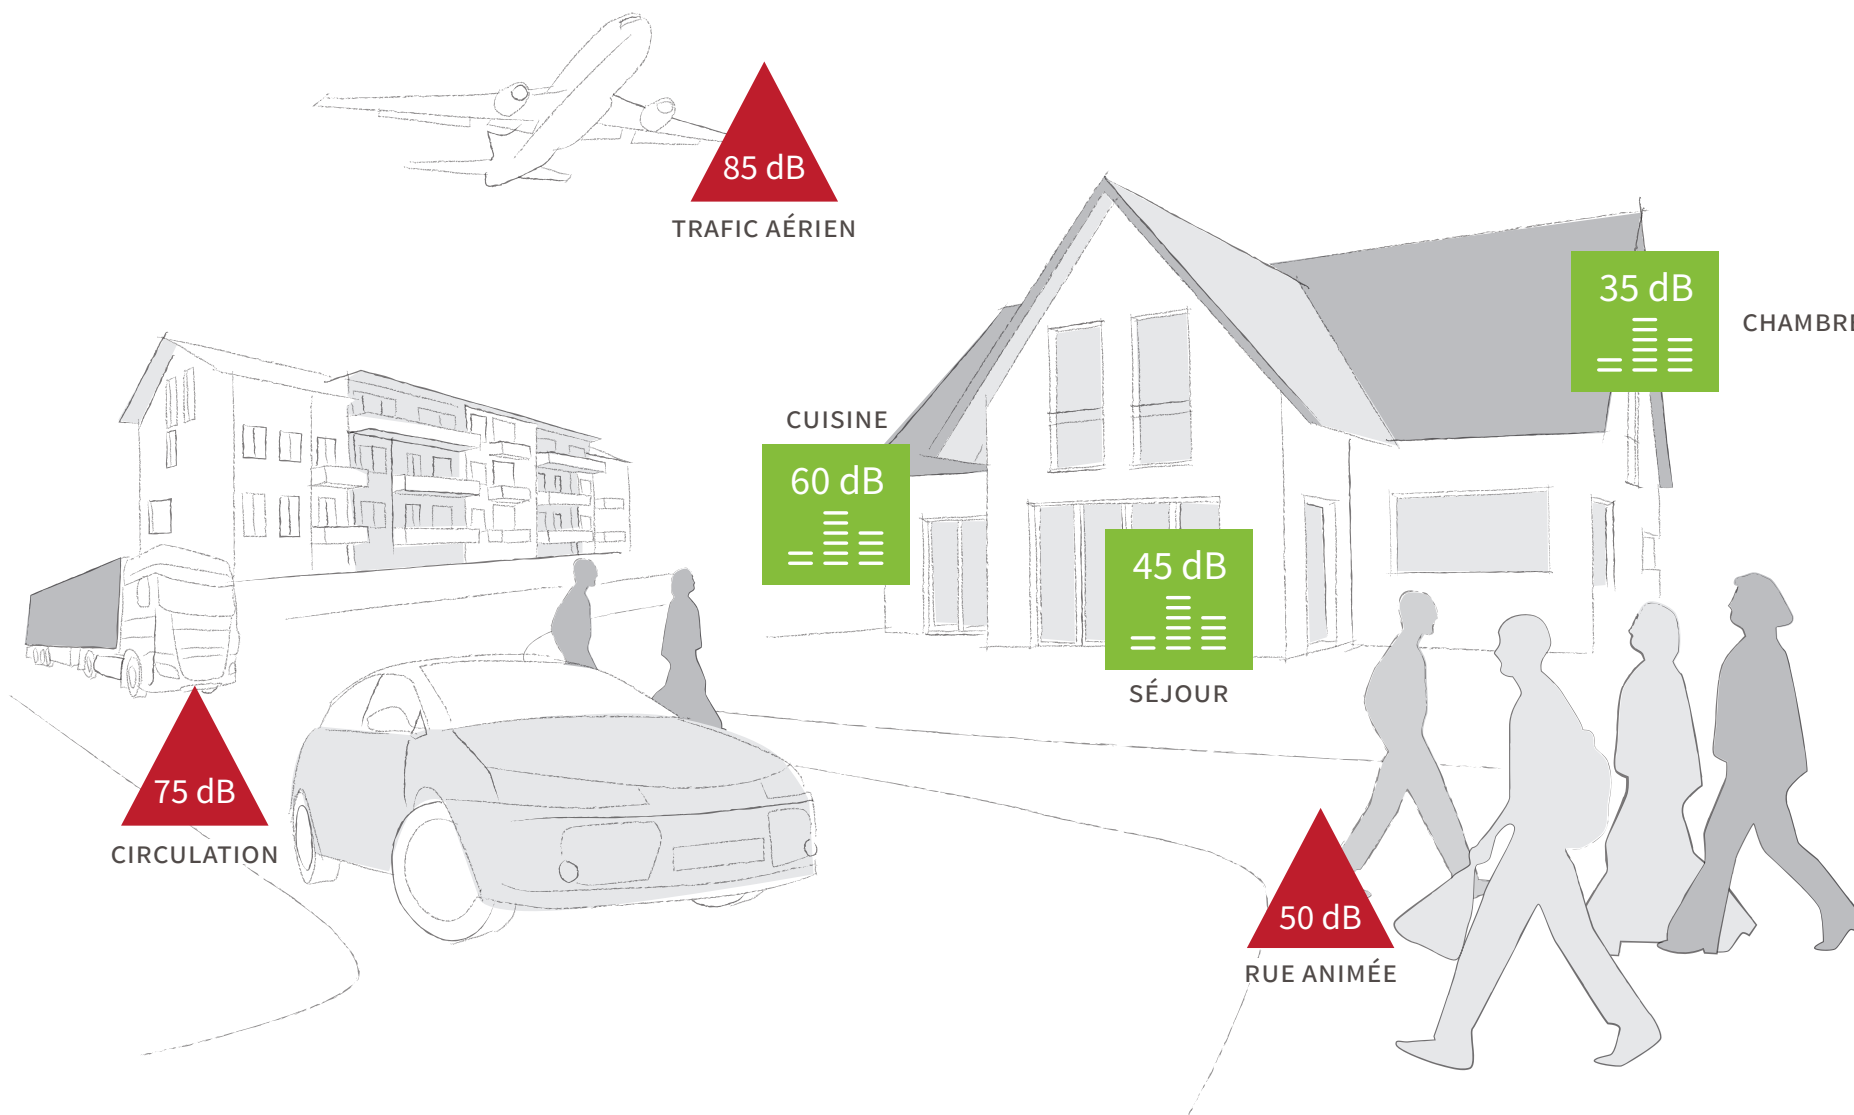 85 dB
TRAFIC AÉRIEN
35 dB
CHAMBRE
CUISINE
60 dB
45 dB
SÉJOUR
75 dB
CIRCULATION
50 dB
RUE ANIMÉE